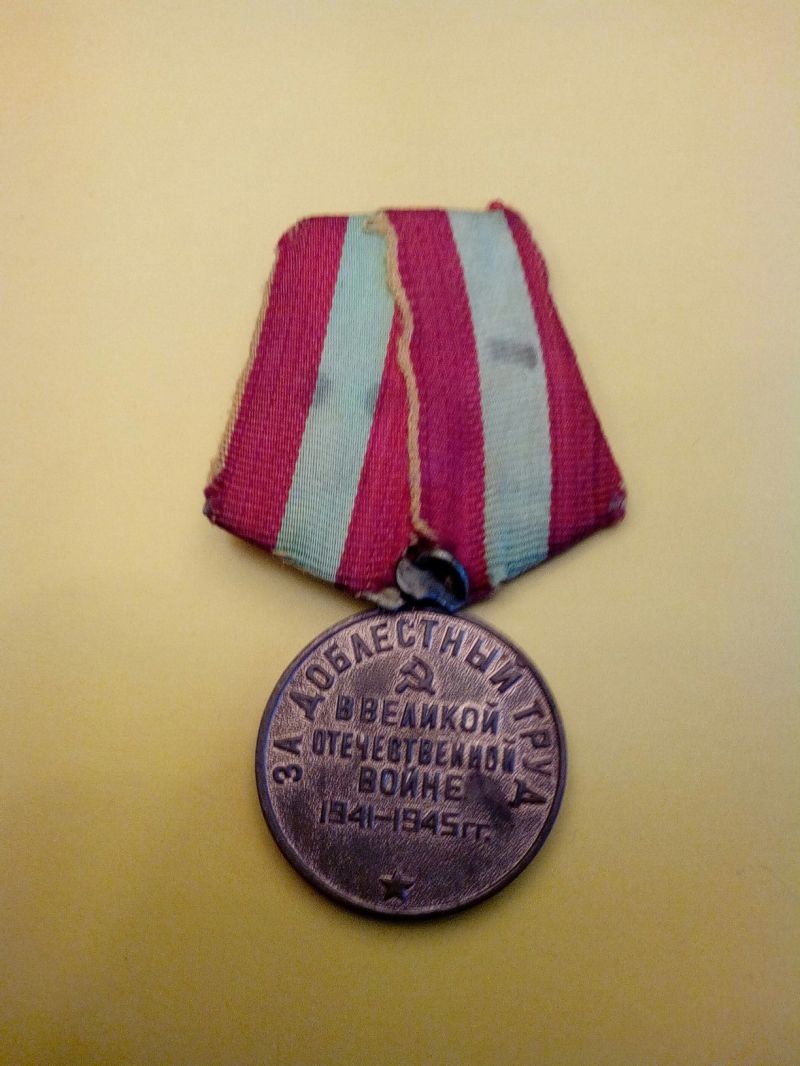 ЗА ДОБЛЕСТНЫЙ ТРУД
В ВЕЛИКОЙ
ОТЕЧЕСТВЕННОЙ
ВОЙНЕ
1941-1945 гг.